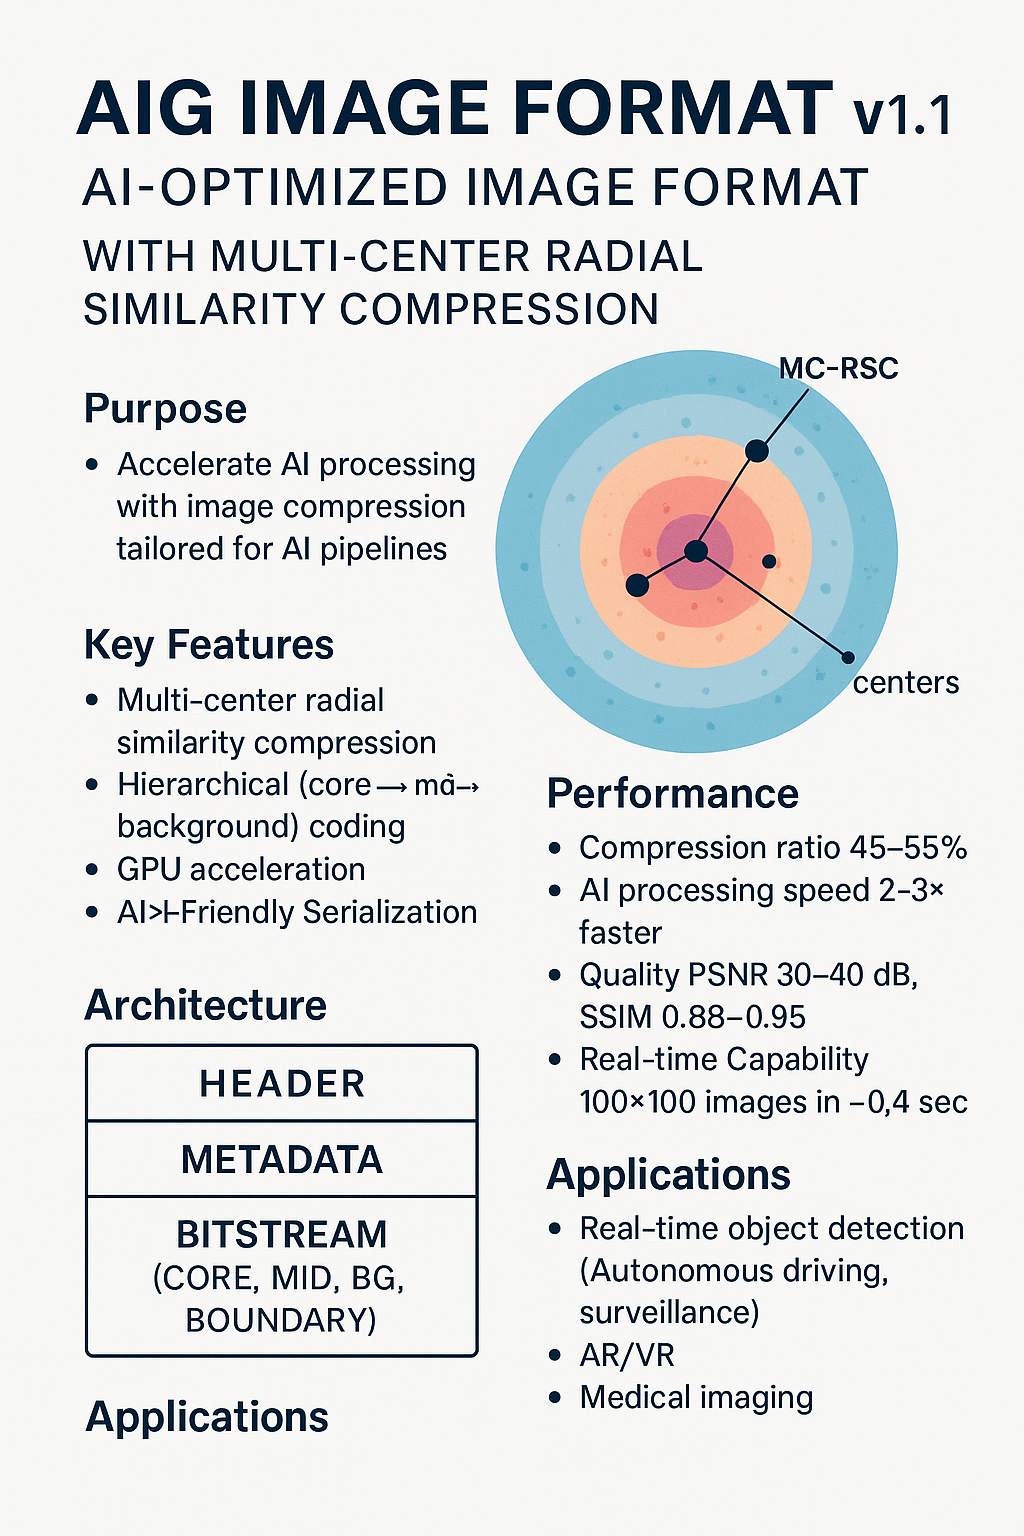 AIG IMAGE FORMAT v1.1
AI-OPTIMIZED IMAGE FORMAT
WITH MULTI-CENTER RADIAL
SIMILARITY COMPRESSION
Purpose
• Accelerate AI processing
with image compression
tailored for AI pipelines
Key Features
• Multi-center radial
similarity compression
• Hierarchical (core →
background) coding
• GPU acceleration
• AI>⊦Friendly Serialization
Architecture
HEADER
METADATA
BITSTREAM
(CORE, MID, BG,
BOUNDARY)
Applications
MC-RSC
centers
Performance
• Compression ratio 45–55%
• AI processing speed 2–3×
faster
• Quality PSNR 30–40 dB,
SSIM 0.88–0.95
• Real-time Capability
100×100 images in –0,4 sec
Applications
• Real-time object detection
(Autonomous driving,
surveillance)
• AR/VR
• Medical imaging